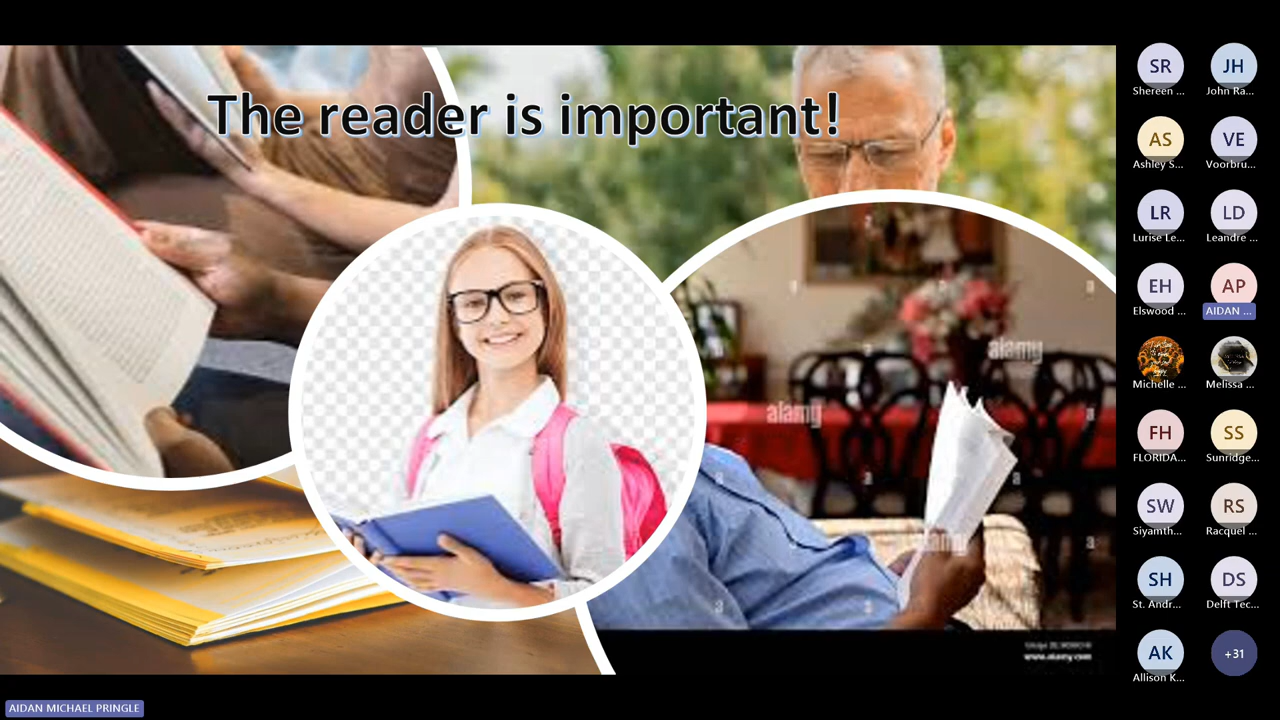 The reader is important!
alamy
alamy
alamy
a
a
a
a
a
a
a
a
a
a
a
www.alamy.com
SR
Shereen ...
JH
John Ra...
AS
Ashley S...
VE
Voorbru...
LR
Lurise Le...
LD
Leandre ...
EH
Elswood ...
AP
AIDAN ...
Michelle ...
Melissa ...
FH
FLORIDA...
SS
Sunridge...
SW
Siyamth...
RS
Racquel ...
SH
St. Andr...
DS
Delft Tec...
AK
Allison K...
+31
AIDAN MICHAEL PRINGLE